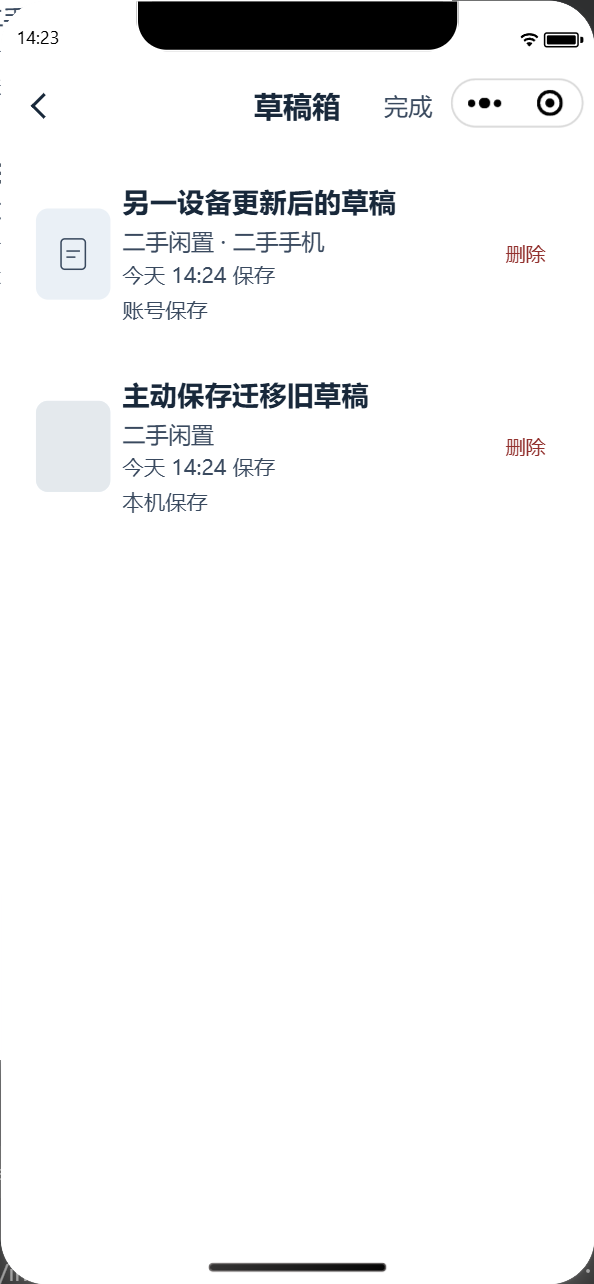 14:23
草稿箱 完成
另一设备更新后的草稿
二手闲置 · 二手手机
今天 14:24 保存
账号保存
删除
主动保存迁移旧草稿
二手闲置
今天 14:24 保存
本机保存
删除